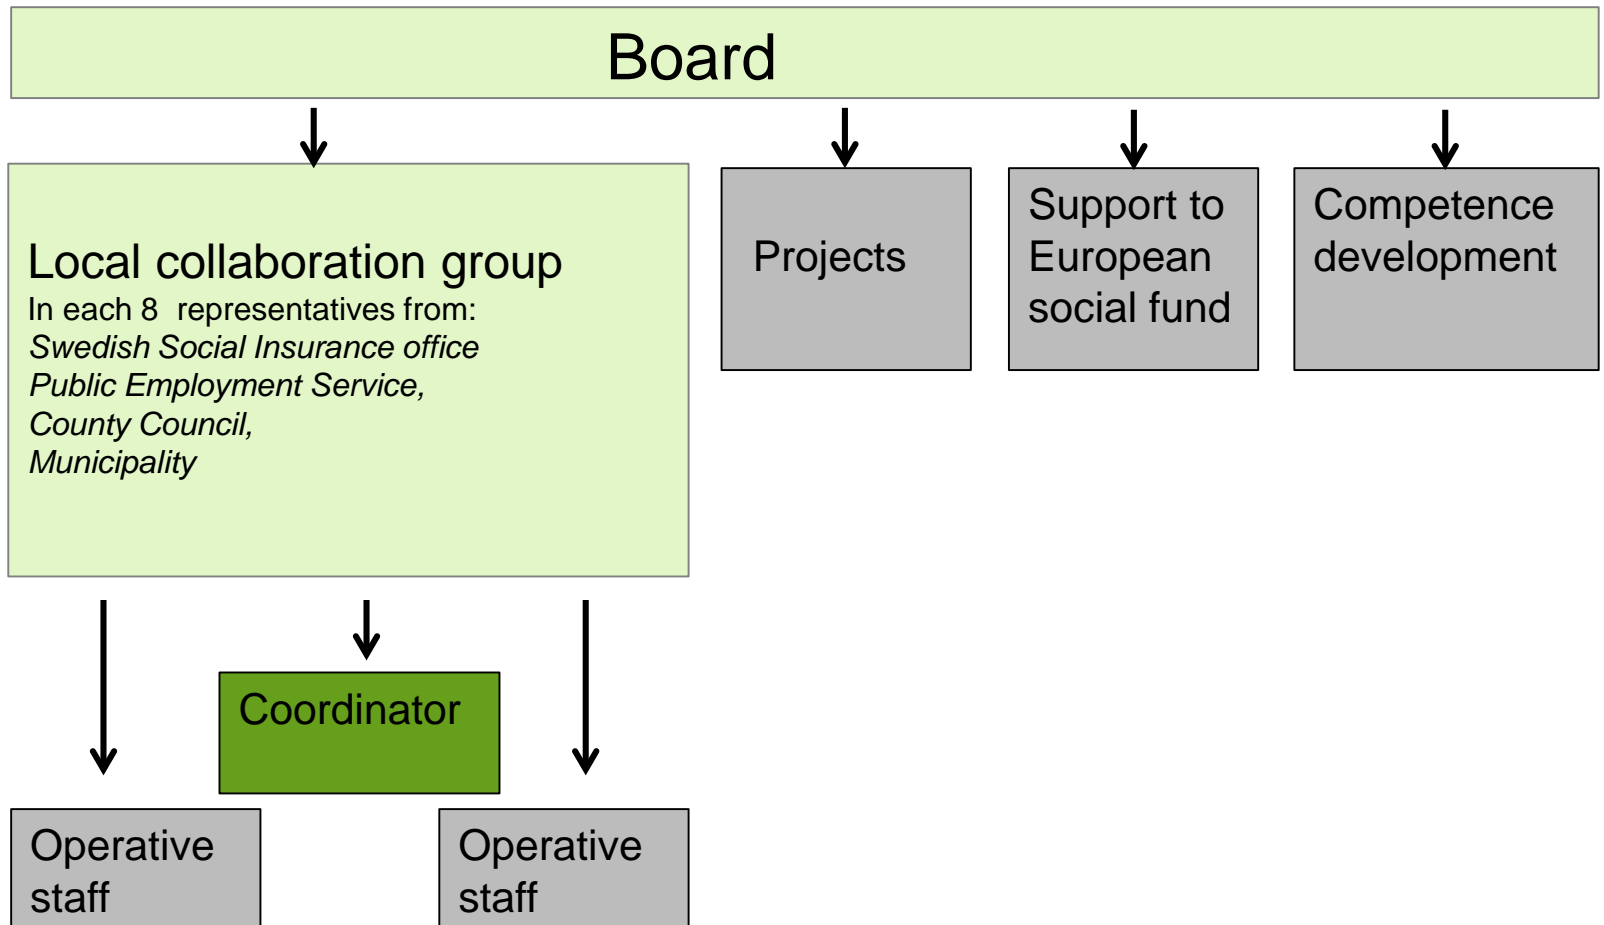 Board
Local collaboration group
In each 8 representatives from:
Swedish Social Insurance office
Public Employment Service,
County Council,
Municipality
Projects
Support to
European
social fund
Competence
development
Coordinator
Operative
staff
Operative
staff